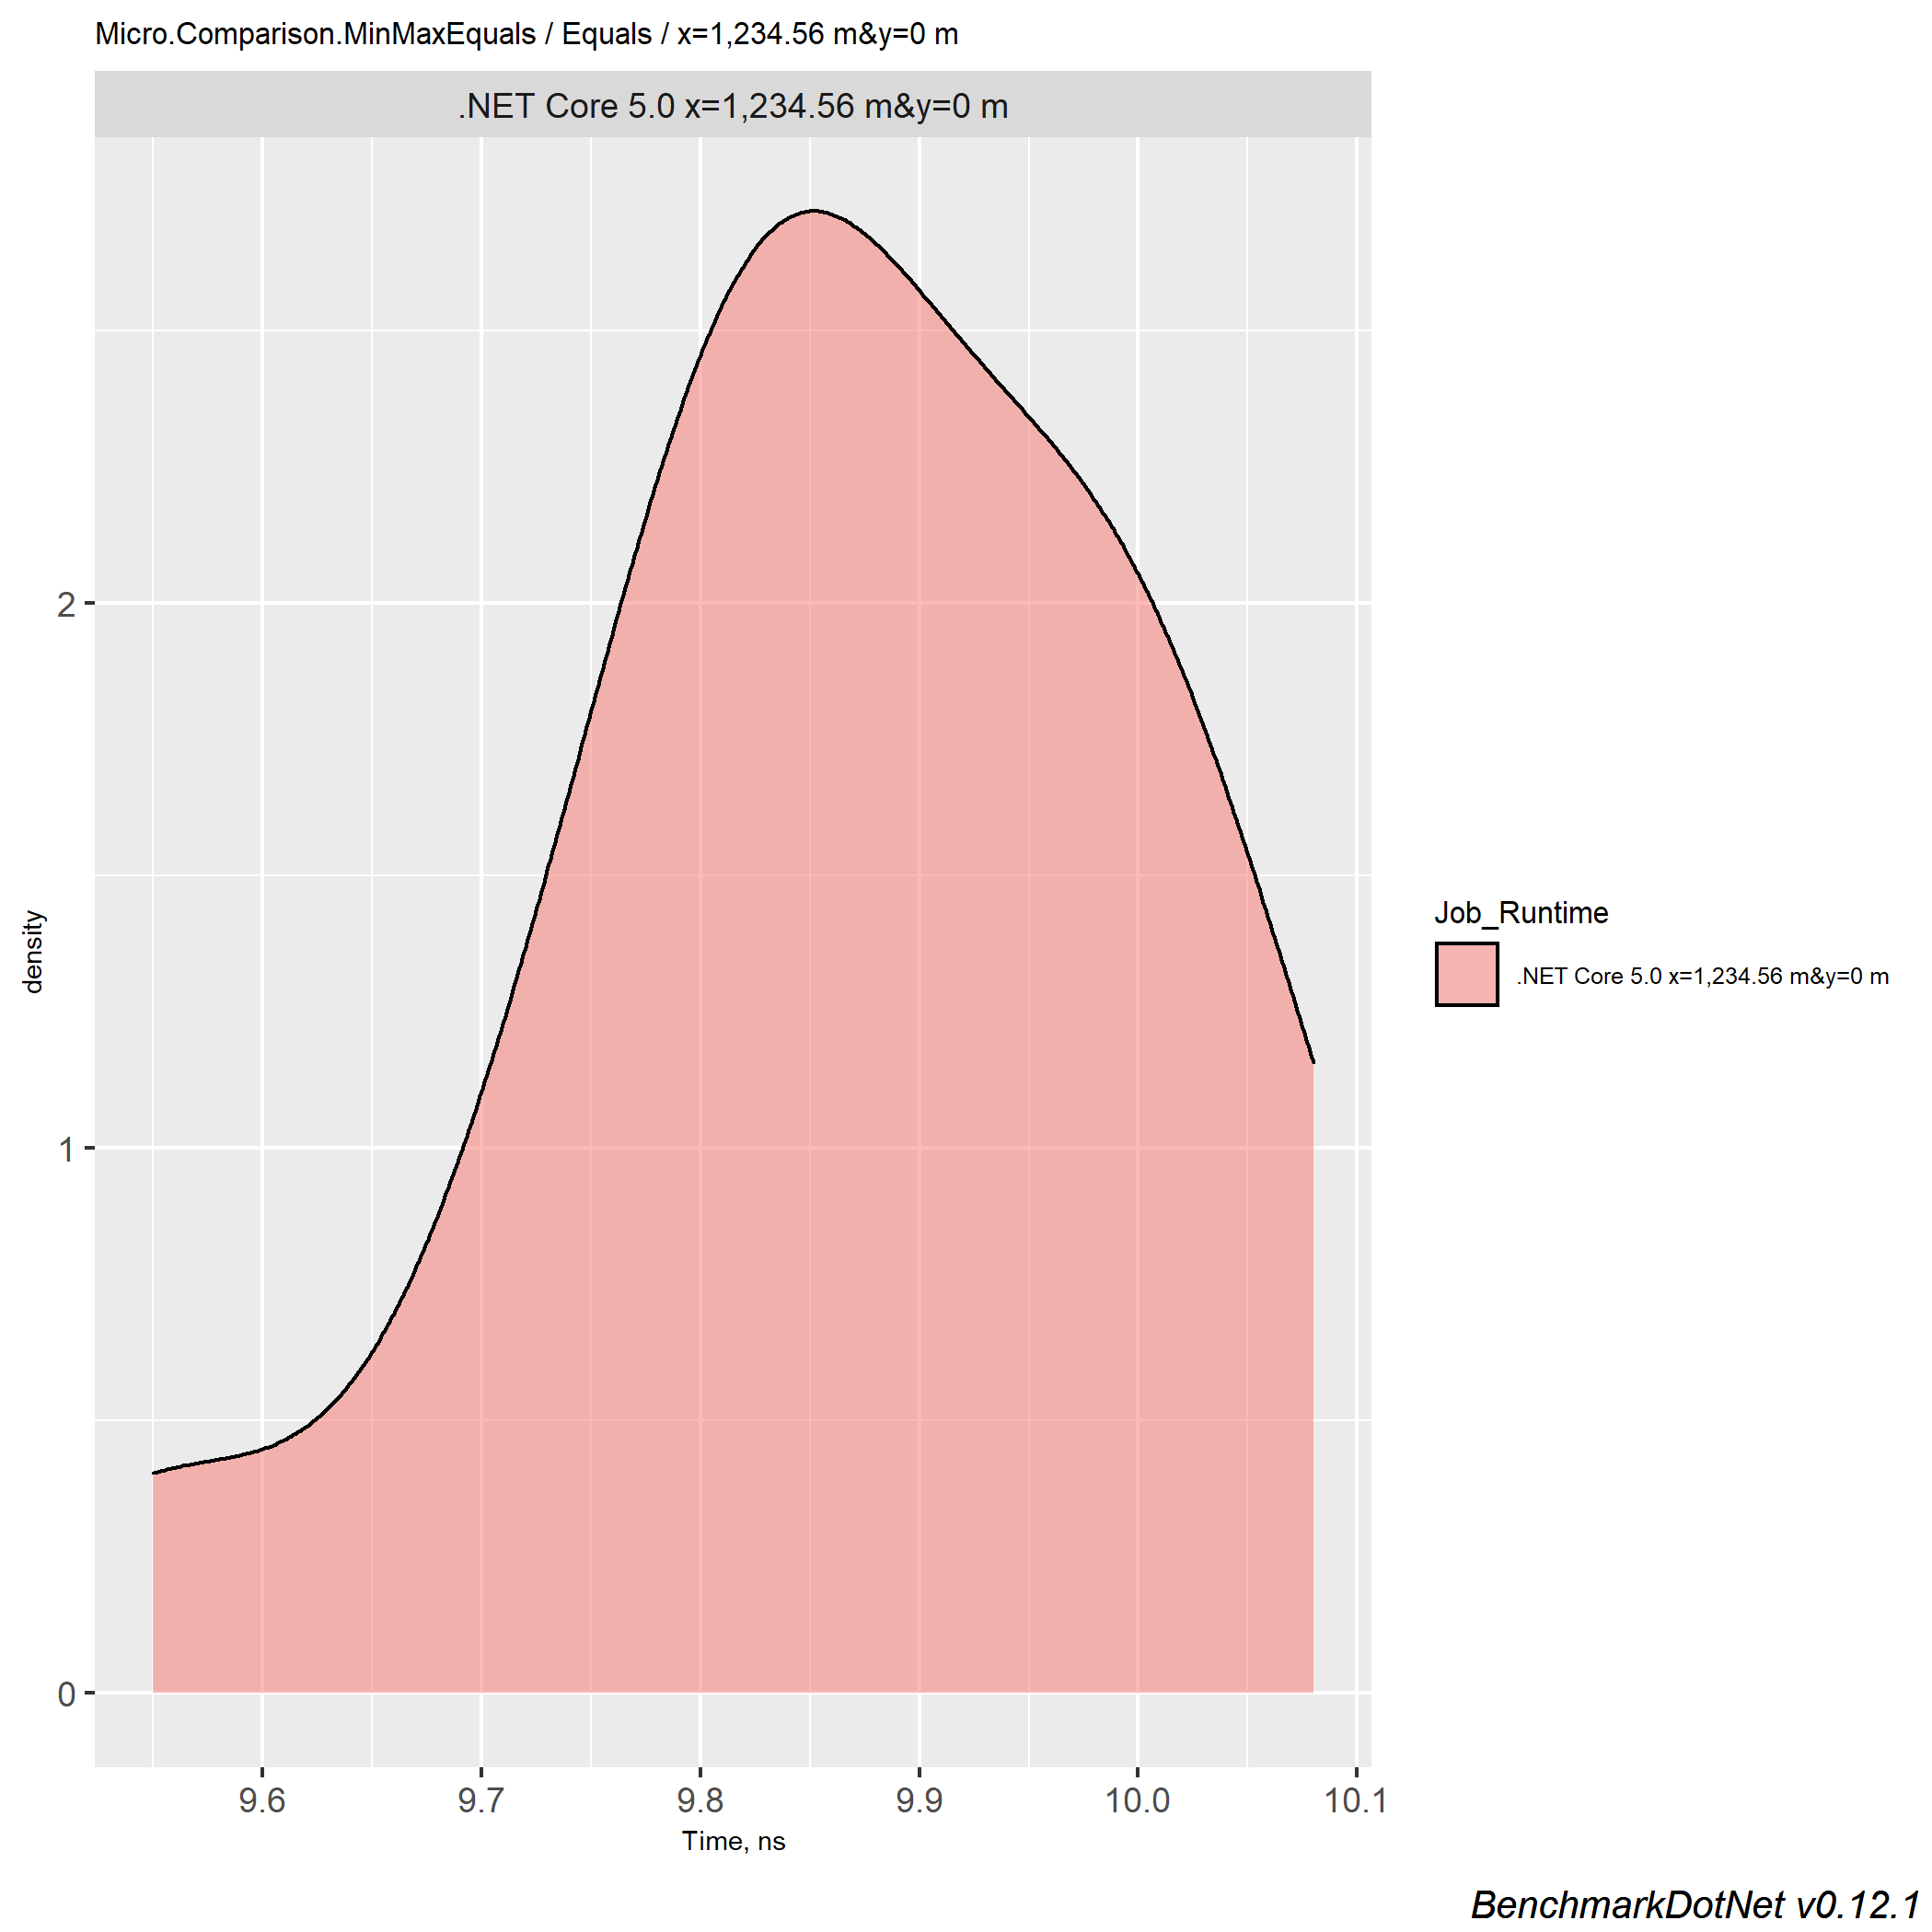 Micro.Comparison.MinMaxEquals / Equals / x=1,234.56 m&y=0 m
.NET Core 5.0 x=1,234.56 m&y=0 m
2
1
0
density
9.6 9.7 9.8 9.9 10.0 10.1
Time, ns
Job_Runtime
.NET Core 5.0 x=1,234.56 m&y=0 m
BenchmarkDotNet v0.12.1